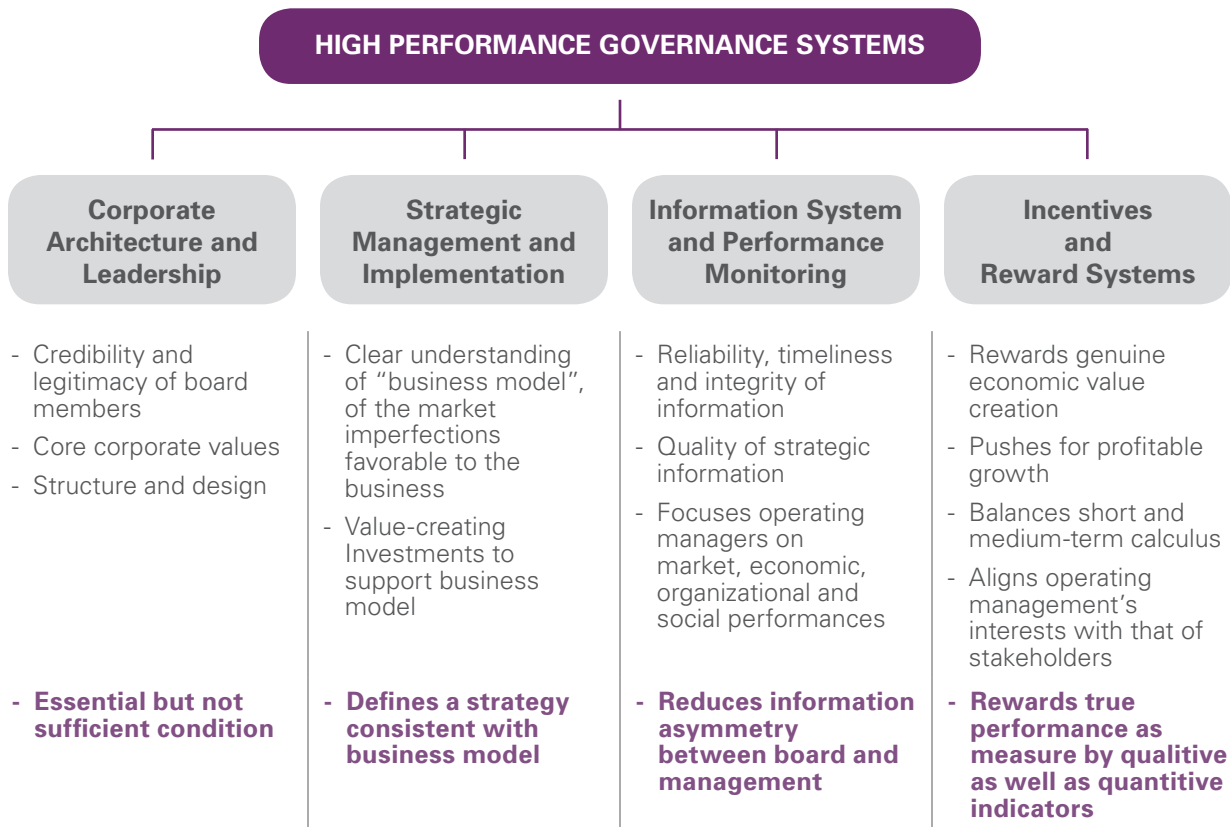 HIGH PERFORMANCE GOVERNANCE SYSTEMS
Corporate
Architecture and
Leadership
- Credibility and
legitimacy of board
members
- Core corporate values
- Structure and design
- Essential but not
sufficient condition
Strategic
Management and
Implementation
- Clear understanding
of “business model”,
of the market
imperfections
favorable to the
business
- Value-creating
Investments to
support business
model
- Defines a strategy
consistent with
business model
Information System
and Performance
Monitoring
- Reliability, timeliness
and integrity of
information
- Quality of strategic
information
- Focuses operating
managers on
market, economic,
organizational and
social performances
- Reduces information
asymmetry
between board and
management
Incentives
and
Reward Systems
- Rewards genuine
economic value
creation
- Pushes for profitable
growth
- Balances short and
medium-term calculus
- Aligns operating
management’s
interests with that of
stakeholders
- Rewards true
performance as
measure by qualitive
as well as quantitive
indicators